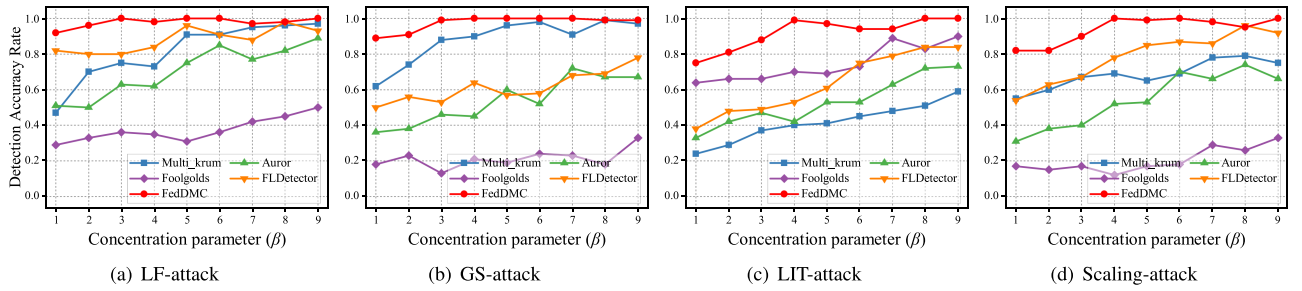 Detection Accuracy Rate
1.0
0.8
0.6
0.4
0.2
0.0
Multi_krum
Foolgolds
FedDMC
Auror
FLDetector
1 2 3 4 5 6 7 8 9
Concentration parameter (β)
(a) LF-attack
1.0
0.8
0.6
0.4
0.2
0.0
Multi_krum
Foolgolds
FedDMC
Auror
FLDetector
1 2 3 4 5 6 7 8 9
Concentration parameter (β)
(b) GS-attack
1.0
0.8
0.6
0.4
0.2
0.0
Multi_krum
Foolgolds
FedDMC
Auror
FLDetector
1 2 3 4 5 6 7 8 9
Concentration parameter (β)
(c) LIT-attack
1.0
0.8
0.6
0.4
0.2
0.0
Multi_krum
Foolgolds
FedDMC
Auror
FLDetector
1 2 3 4 5 6 7 8 9
Concentration parameter (β)
(d) Scaling-attack